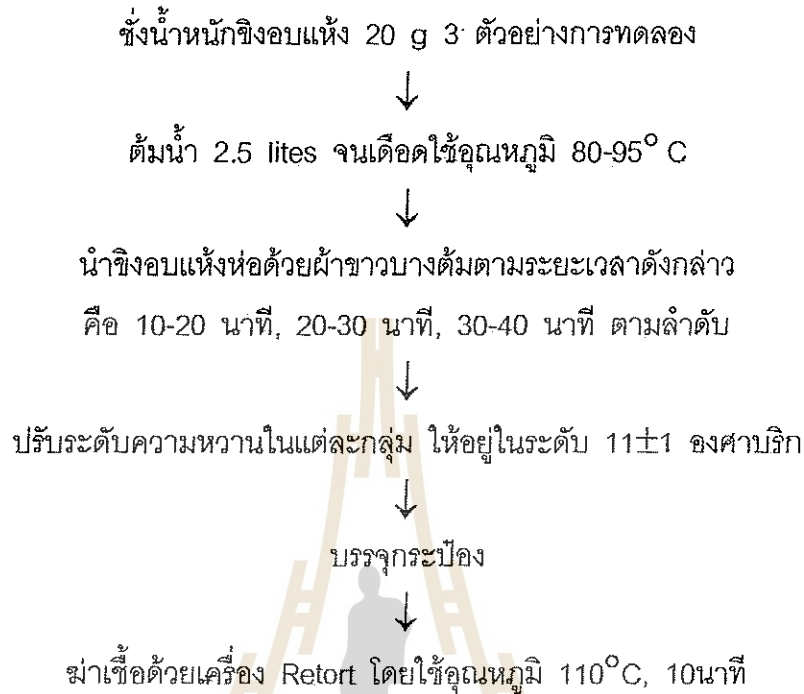 ชั่งน้ำหนักขิงอบแห้ง 20 g 3 ตัวอย่างการทดลอง
↓
ต้มน้ำ 2.5 lites จนเดือดใช้อุณหภูมิ 80-95° C
↓
นำขิงอบแห้งห่อด้วยผ้าขาวบางต้มตามระยะเวลาดังกล่าว
คือ 10-20 นาที, 20-30 นาที, 30-40 นาที ตามลำดับ
↓
ปรับระดับความหวานในแต่ละกลุ่ม ให้อยู่ในระดับ 11±1 องศาบริก
↓
บรรจุกระป๋อง
↓
ฆ่าเชื้อด้วยเครื่อง Retort โดยใช้อุณหภูมิ 110°C, 10นาที